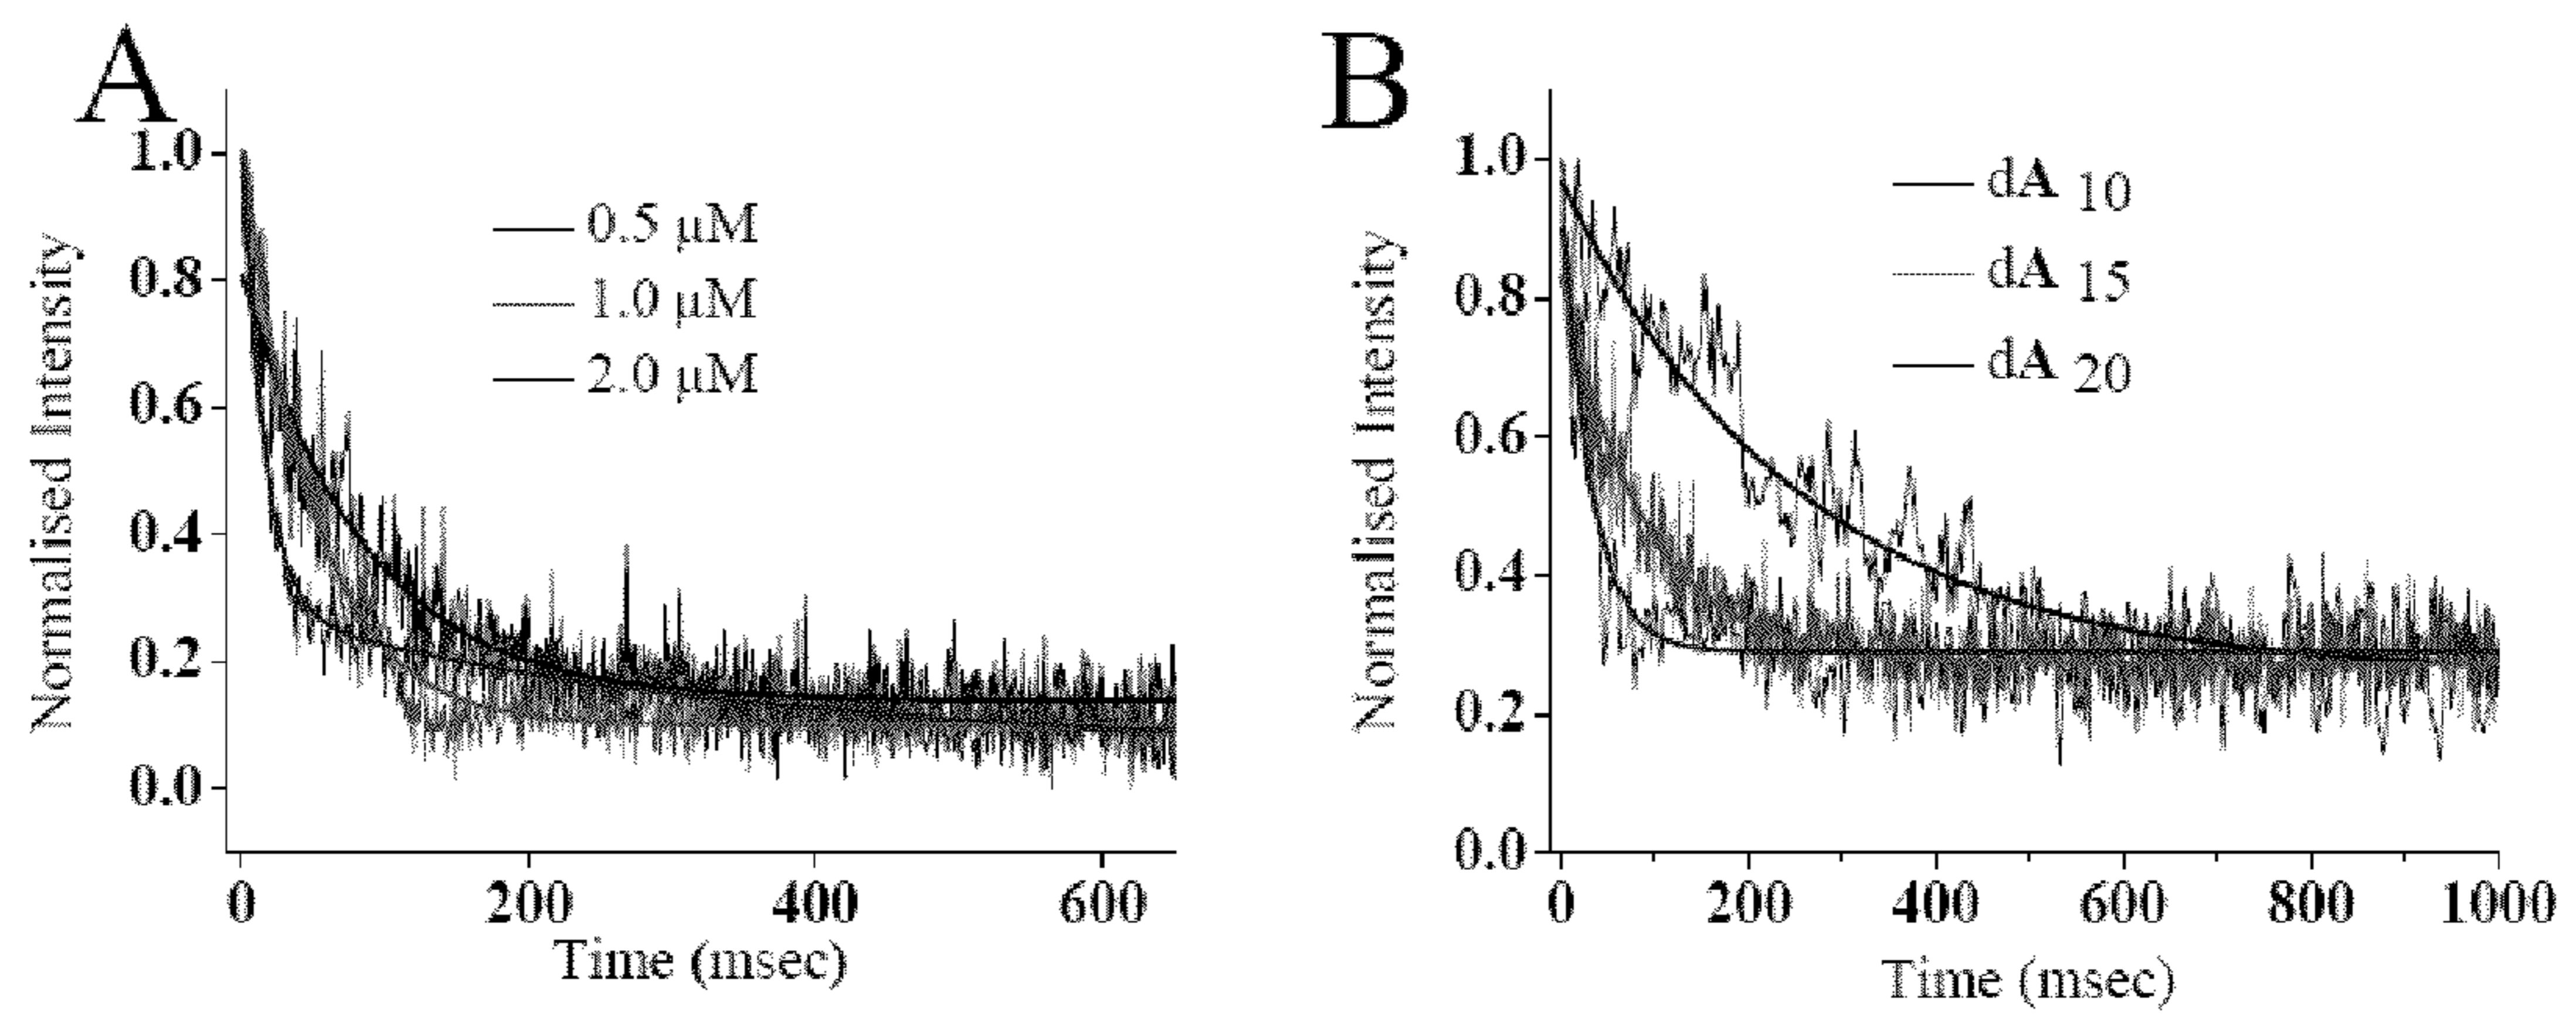 A
1.0
0.8
0.6
0.4
0.2
0.0
Normalised Intensity
0.5 µM
1.0 µM
2.0 µM
0 200 400 600
Time (msec)
B
1.0
0.8
0.6
0.4
0.2
0.0
Normalised Intensity
dA 10
dA 15
dA 20
0 200 400 600 800 1000
Time (msec)